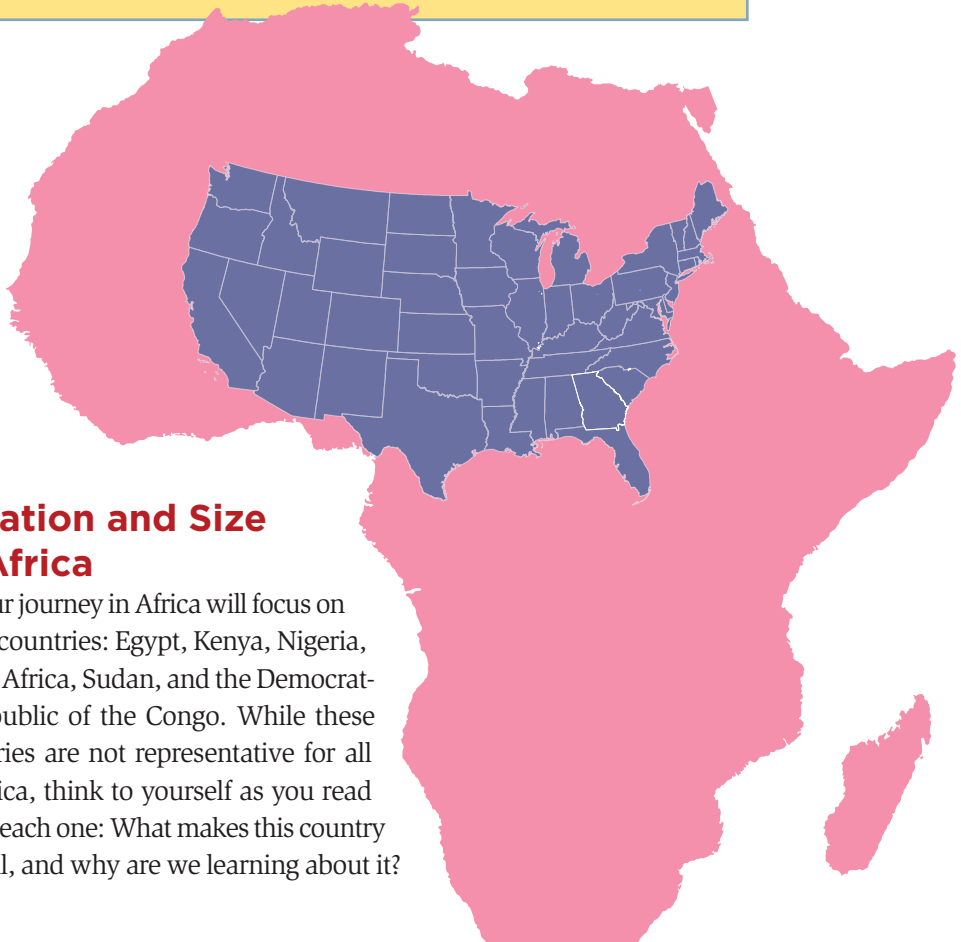 ation and Size
Africa
ur journey in Africa will focus on
countries: Egypt, Kenya, Nigeria,
Africa, Sudan, and the Democrat-
public of the Congo. While these
ries are not representative for all
ica, think to yourself as you read
each one: What makes this country
l, and why are we learning about it?